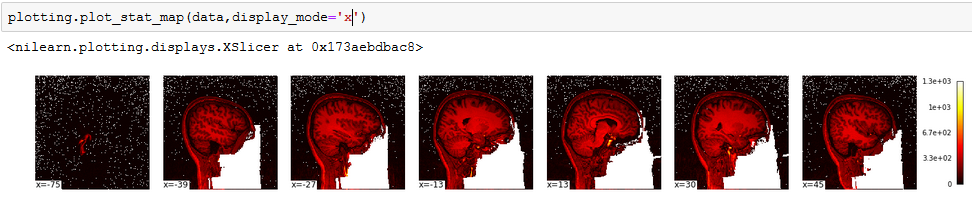 plotting.plot_stat_map(data,display_mode='x')
<nilearn.plotting.displays.XSlicer at 0x173aebdbac8>
x=-75 x=-39 x=-27 x=-13 x=13 x=30 x=45
1.3e+03
1e+03
6.7e+02
3.3e+02
0